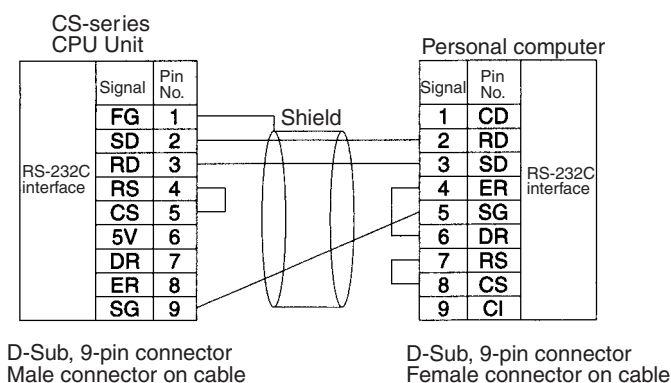 CS-series
CPU Unit
Personal computer
Signal Pin No.
FG 1
SD 2
RD 3
RS 4
CS 5
5V 6
DR 7
ER 8
SG 9
RS-232C
interface
Shield
Signal Pin No.
1 CD
2 RD
3 SD
4 ER
5 SG
6 DR
7 RS
8 CS
9 CI
RS-232C
interface
D-Sub, 9-pin connector
Male connector on cable
D-Sub, 9-pin connector
Female connector on cable